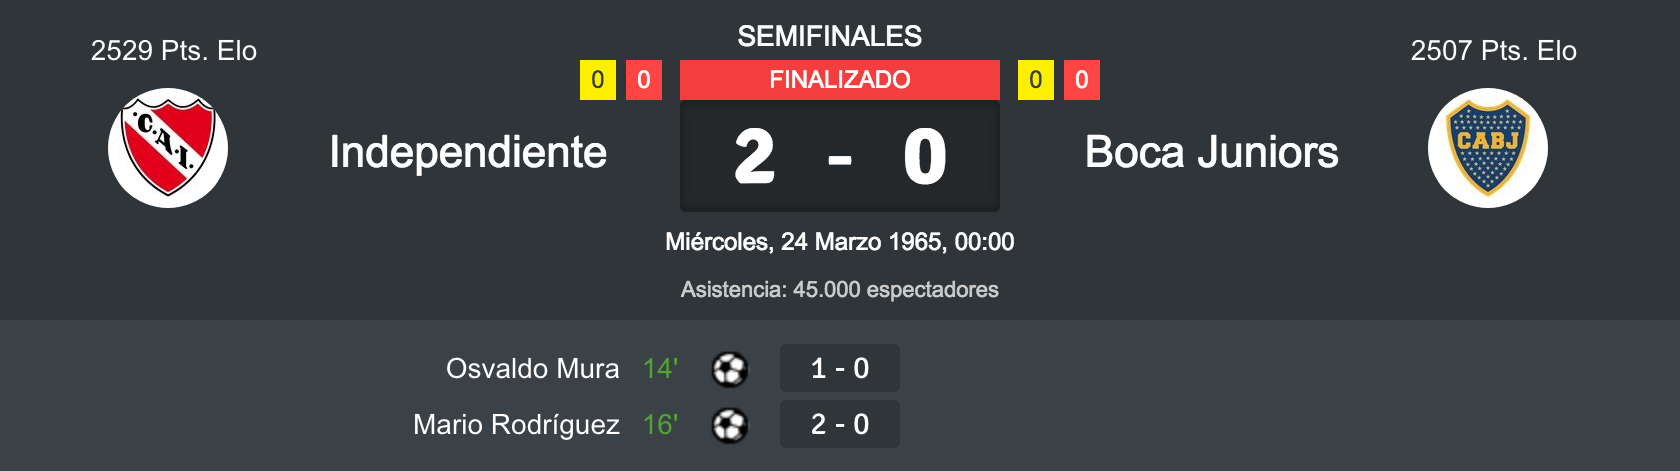 SEMIFINALES
2529 Pts. Elo
2507 Pts. Elo
0 0 FINALIZADO 0 0
C.A.I.
Independiente 2 - 0 Boca Juniors
CABJ
Miércoles, 24 Marzo 1965, 00:00
Asistencia: 45.000 espectadores
Osvaldo Mura 14' 1 - 0
Mario Rodríguez 16' 2 - 0